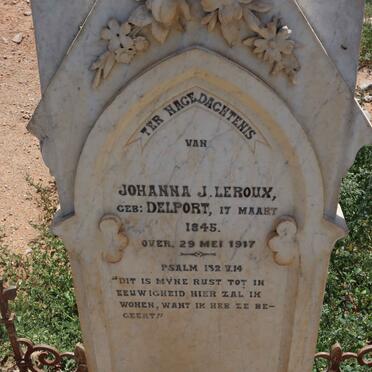 TER HAGEDACHTENIS
VAN
JOHANNA J. LEROUX,
GEB: DELPORT, 17 MAART
1845.
OVER. 29 MEI 1917
PSALM 132 V.14
"DIT IS MYNE RUST TOT IN
EEUWIGHEID HIER ZAL IK
WONEN, WANT IK HEB ZE BE-
GEERT"